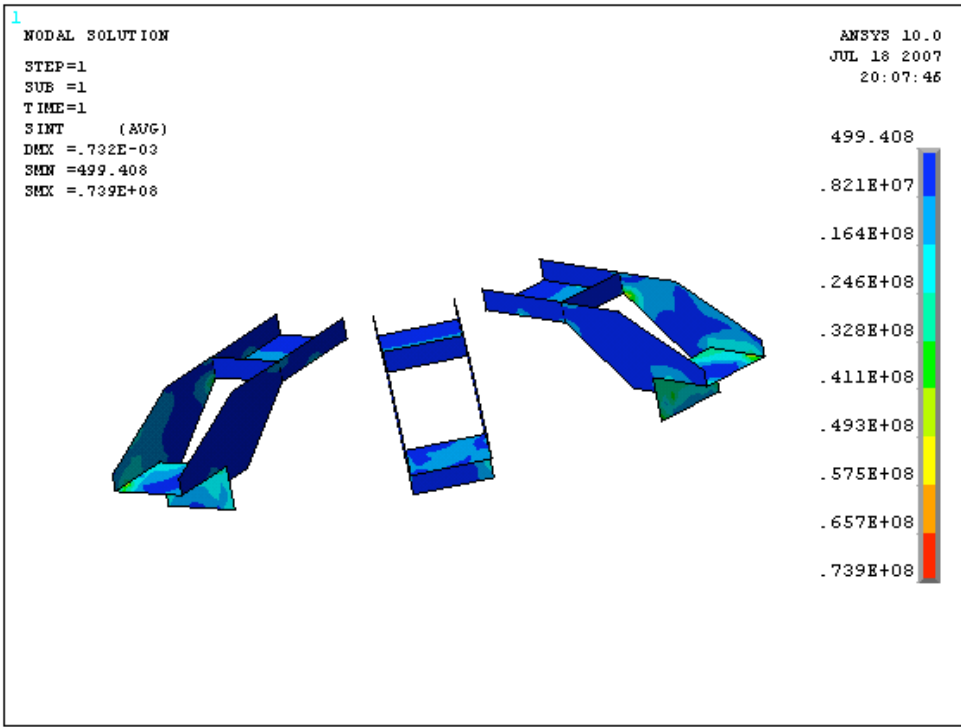 1
NODAL SOLUTION
STEP=1
SUB =1
TIME=1
SINT (AVG)
DMX =.732E-03
SMN =499.408
SMX =.739E+08
ANSYS 10.0
JUL 18 2007
20:07:46
499.408
.821E+07
.164E+08
.246E+08
.328E+08
.411E+08
.493E+08
.575E+08
.657E+08
.739E+08